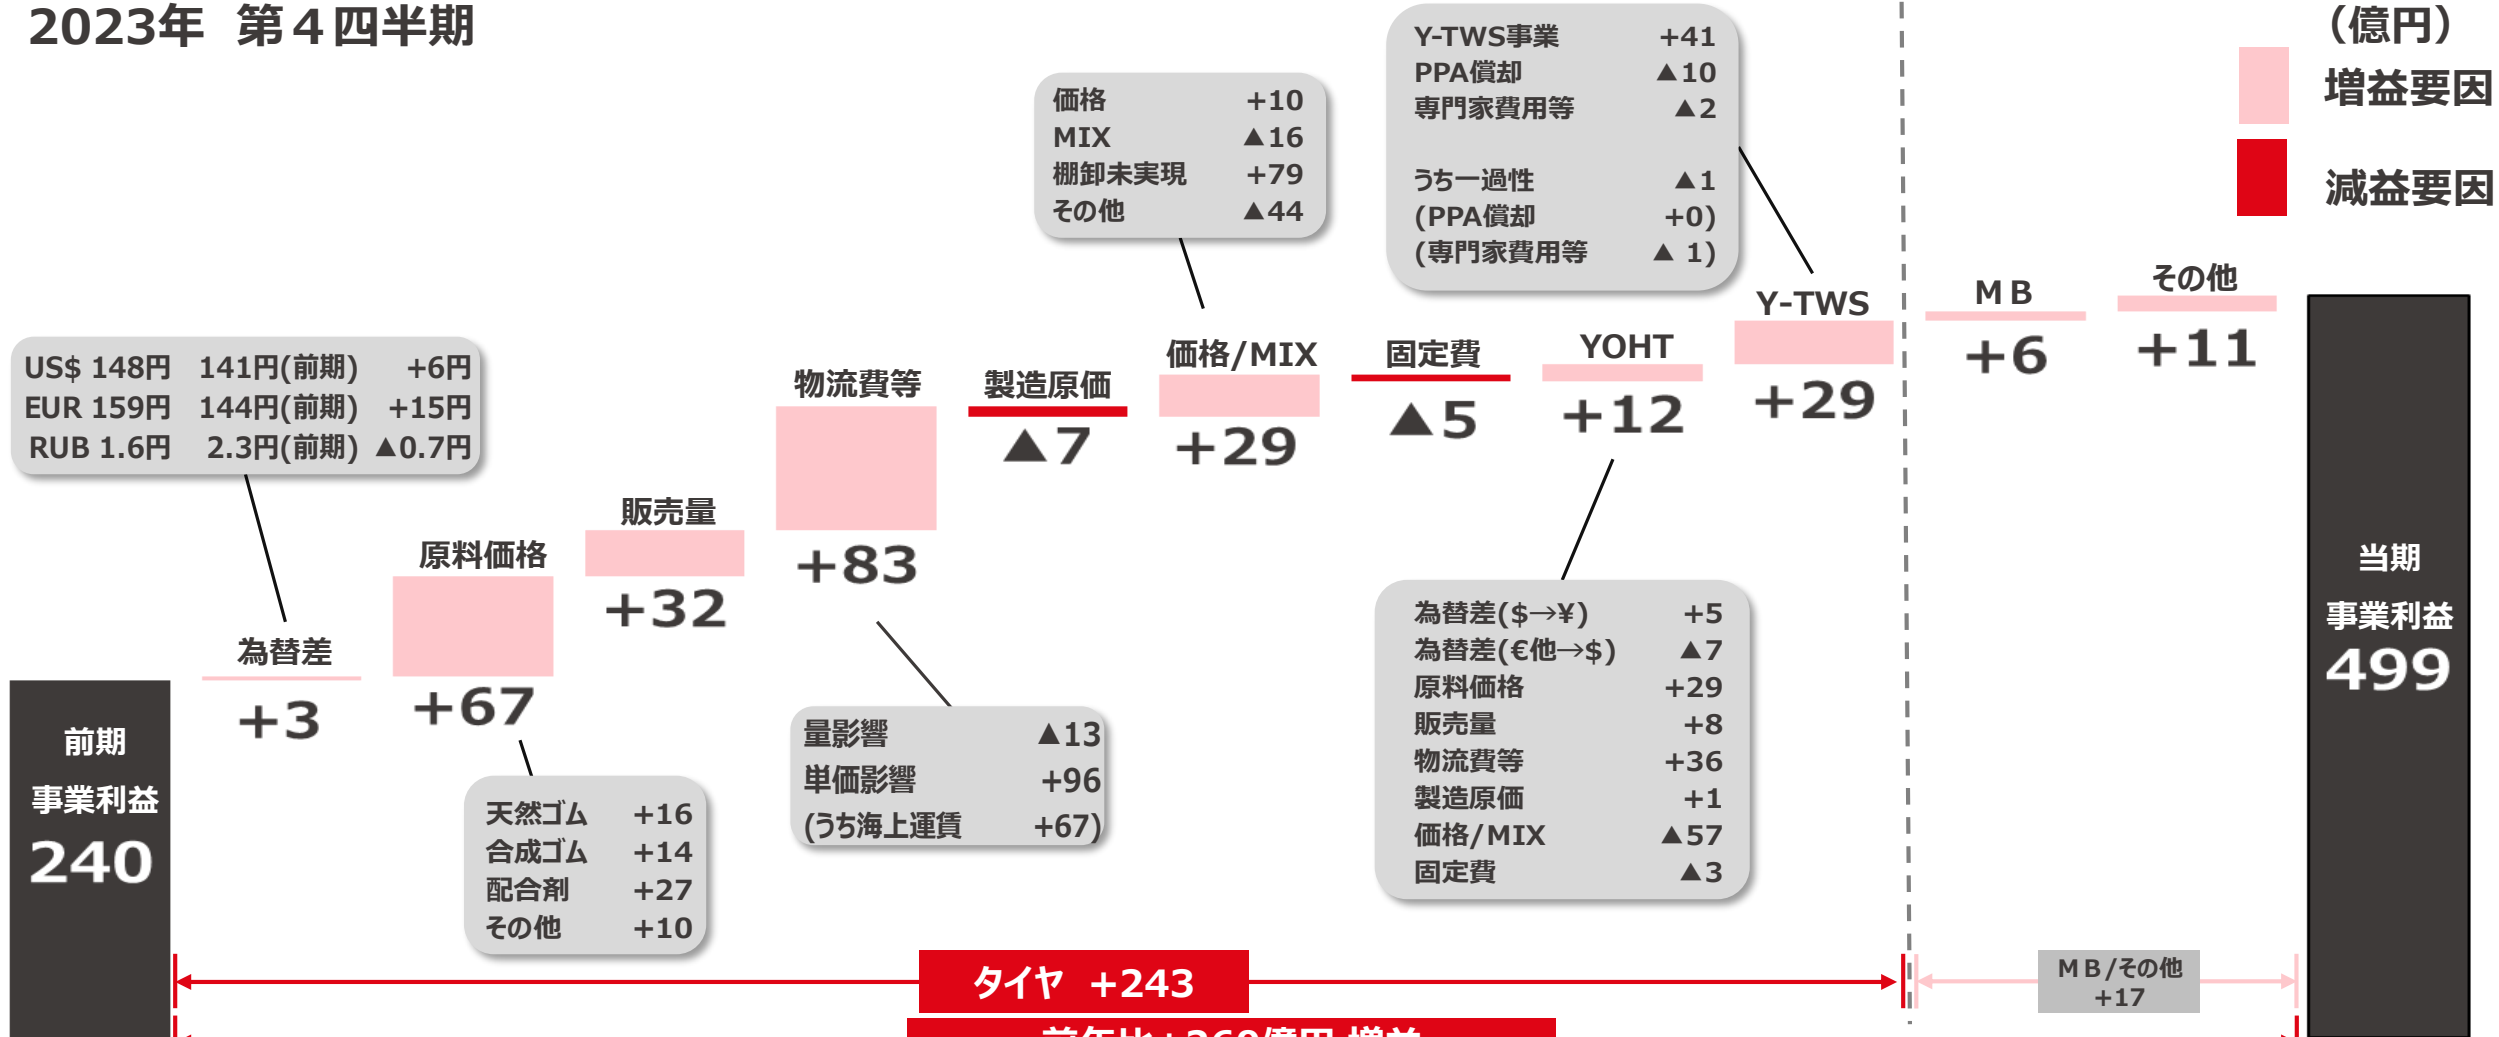 2023年 第４四半期
(億円)
増益要因
減益要因
Y-TWS事業 +41
PPA償却 ▲10
専門家費用等 ▲2
うち一過性 ▲1
(PPA償却 +0)
(専門家費用等 ▲ 1)
価格 +10
MIX ▲16
棚卸未実現 +79
その他 ▲44
US$ 148円 141円(前期) +6円
EUR 159円 144円(前期) +15円
RUB 1.6円 2.3円(前期) ▲0.7円
前期
事業利益
240
為替差
+3
原料価格
+67
販売量
+32
物流費等
+83
製造原価
▲7
価格/MIX
+29
固定費
▲5
YOHT
+12
Y-TWS
+29
ＭＢ
+6
その他
+11
当期
事業利益
499
天然ゴム +16
合成ゴム +14
配合剤 +27
その他 +10
量影響 ▲13
単価影響 +96
(うち海上運賃 +67)
為替差($→¥) +5
為替差(€他→$) ▲7
原料価格 +29
販売量 +8
物流費等 +36
製造原価 +1
価格/MIX ▲57
固定費 ▲3
タイヤ +243
ＭＢ/その他
+17